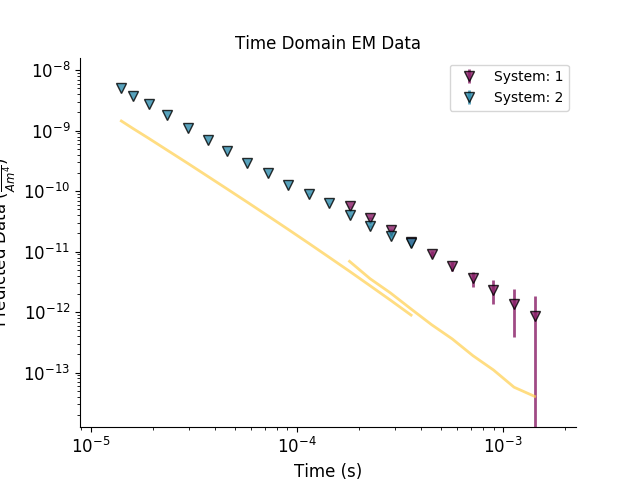 Time Domain EM Data
System: 1
System: 2
10⁻⁸
10⁻⁹
10⁻¹⁰
10⁻¹¹
10⁻¹²
10⁻¹³
10⁻⁵
10⁻⁴
10⁻³
Time (s)
Data